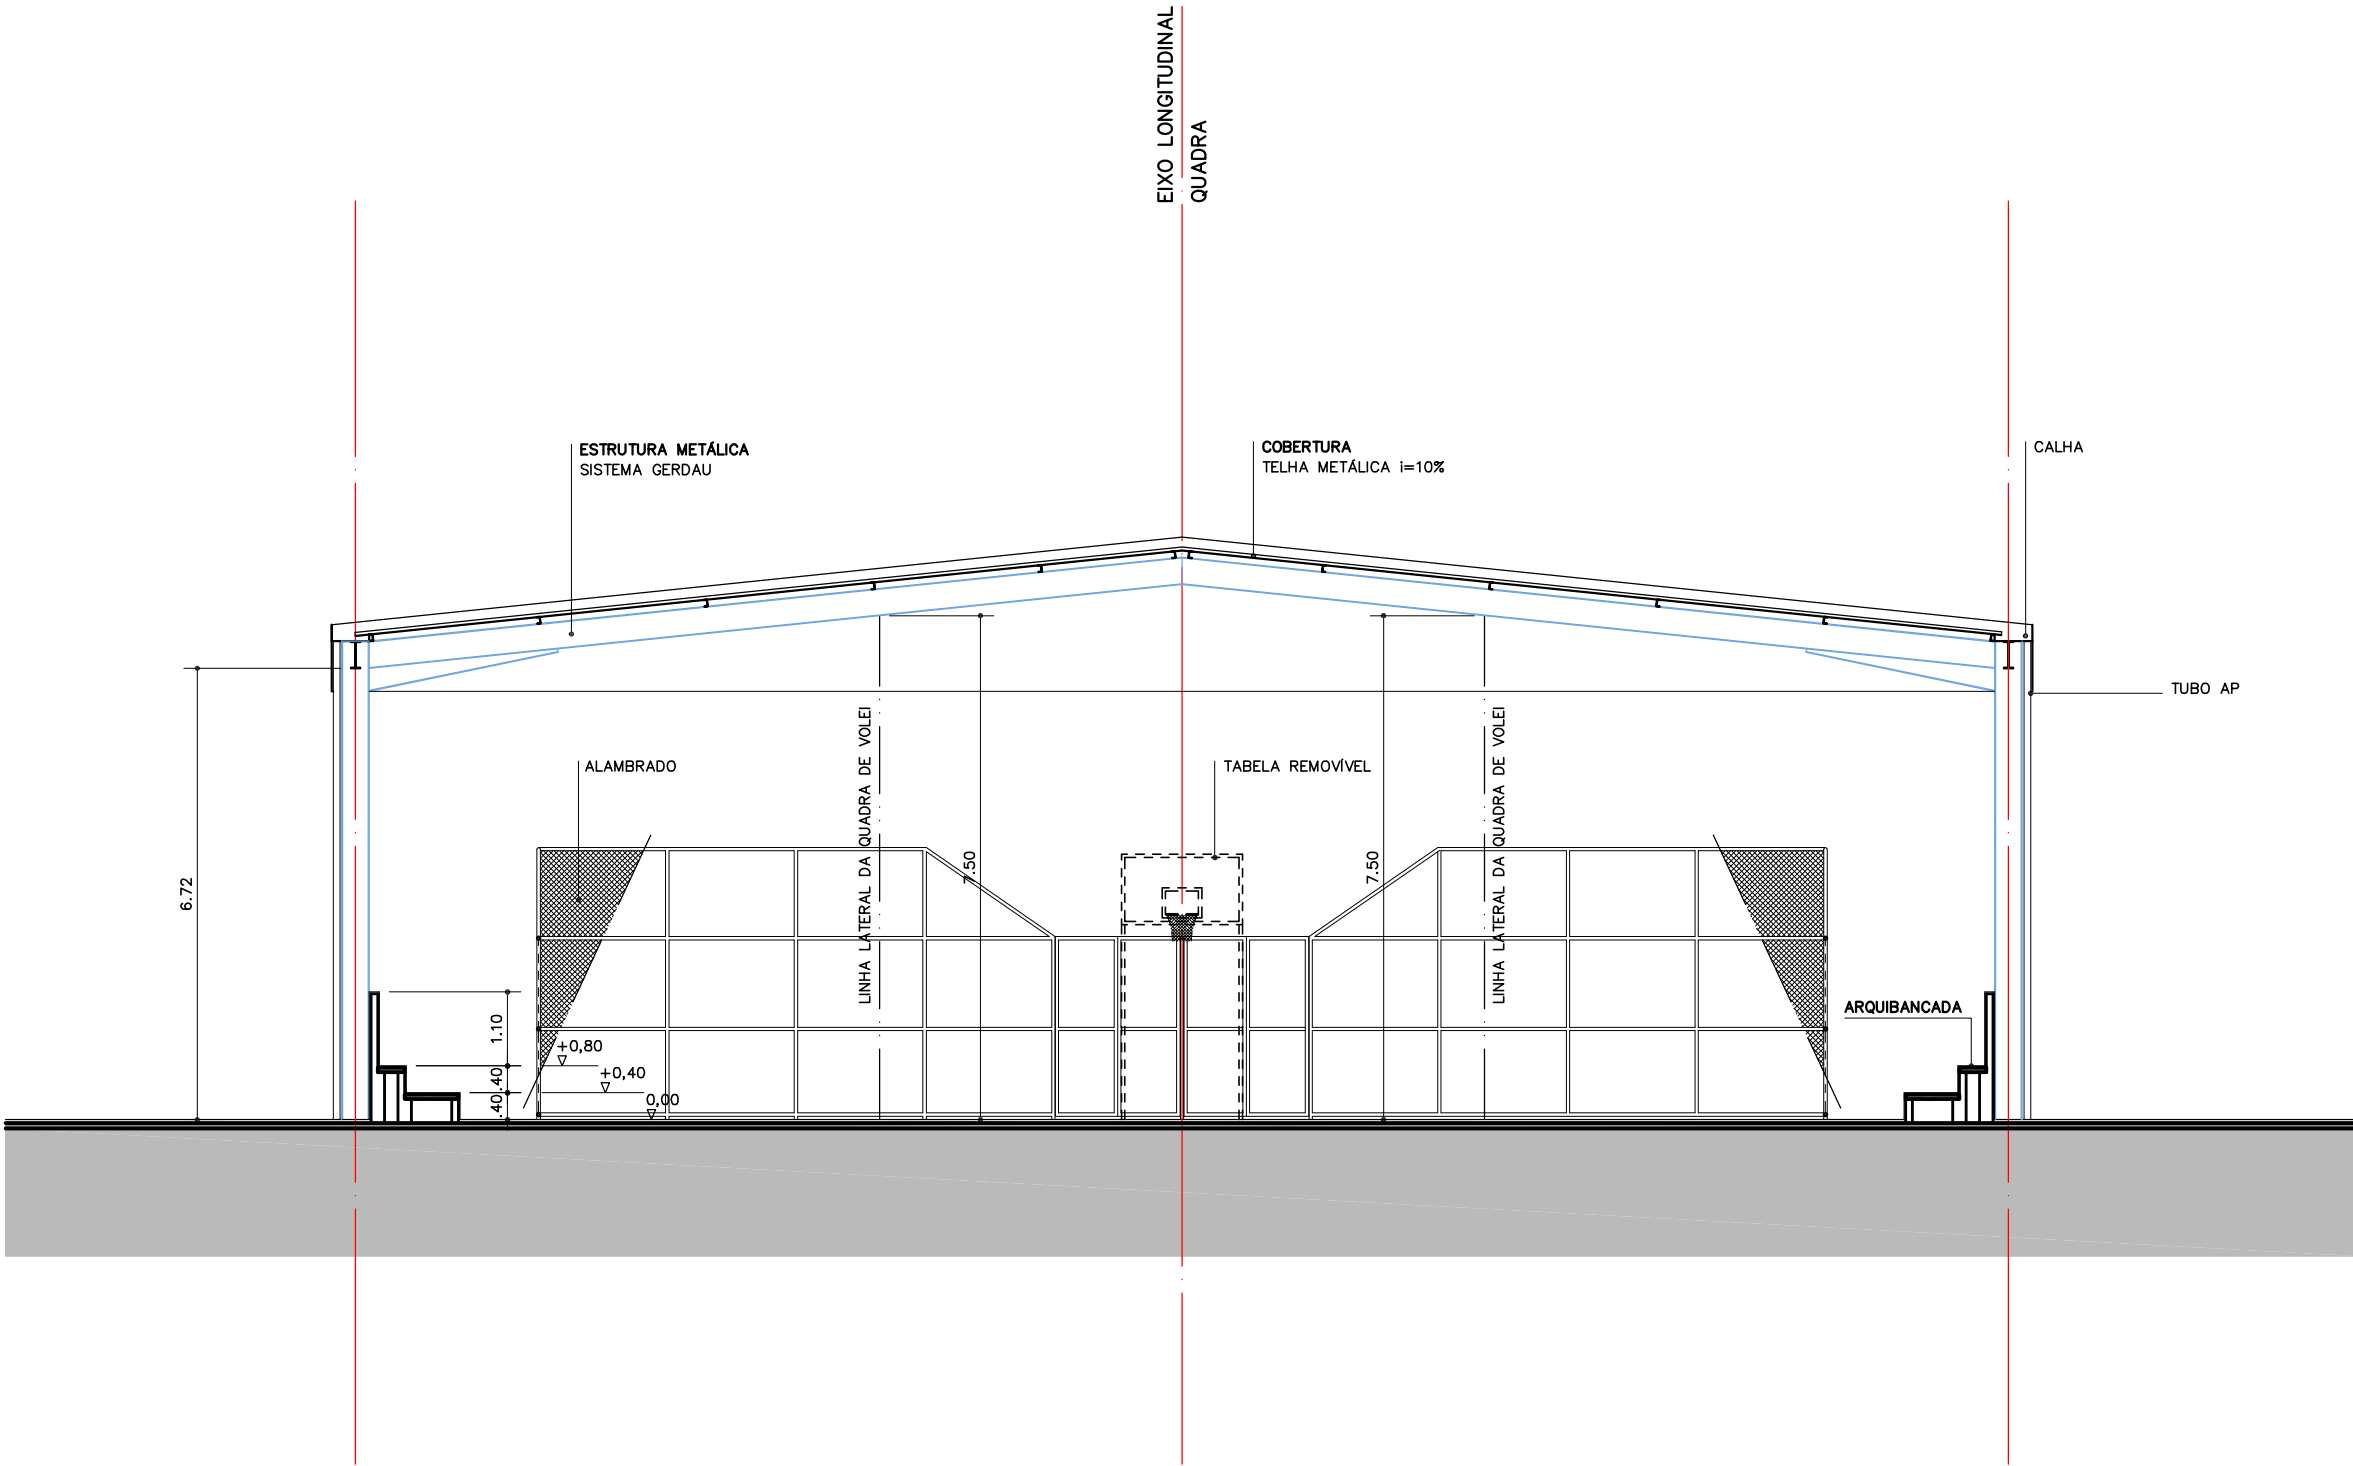 EIXO LONGITUDINAL
QUADRA
ESTRUTURA METÁLICA
SISTEMA GERDAU
COBERTURA
TELHA METÁLICA i=10%
CALHA
TUBO AP
ALAMBRADO
LINHA LATERAL DA QUADRA DE VOLEI
TABELA REMOVÍVEL
LINHA LATERAL DA QUADRA DE VOLEI
6.72
7.50
7.50
ARQUIBANCADA
1.10
.40
.40
+0,80
+0,40
0,00